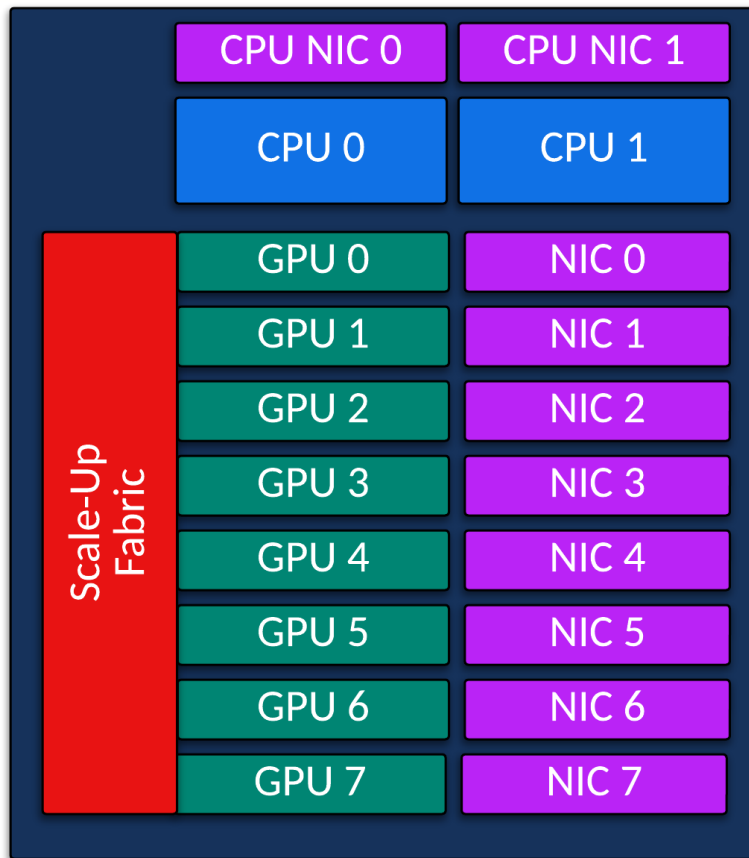 CPU NIC 0
CPU NIC 1
CPU 0
CPU 1
Scale-Up
Fabric
GPU 0
NIC 0
GPU 1
NIC 1
GPU 2
NIC 2
GPU 3
NIC 3
GPU 4
NIC 4
GPU 5
NIC 5
GPU 6
NIC 6
GPU 7
NIC 7